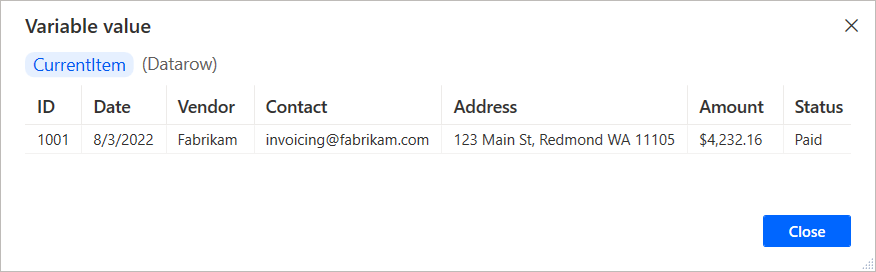 Variable value
CurrentItem (Datarow)
ID Date Vendor Contact Address Amount Status
1001 8/3/2022 Fabrikam invoicing@fabrikam.com 123 Main St, Redmond WA 11105 $4,232.16 Paid
Close